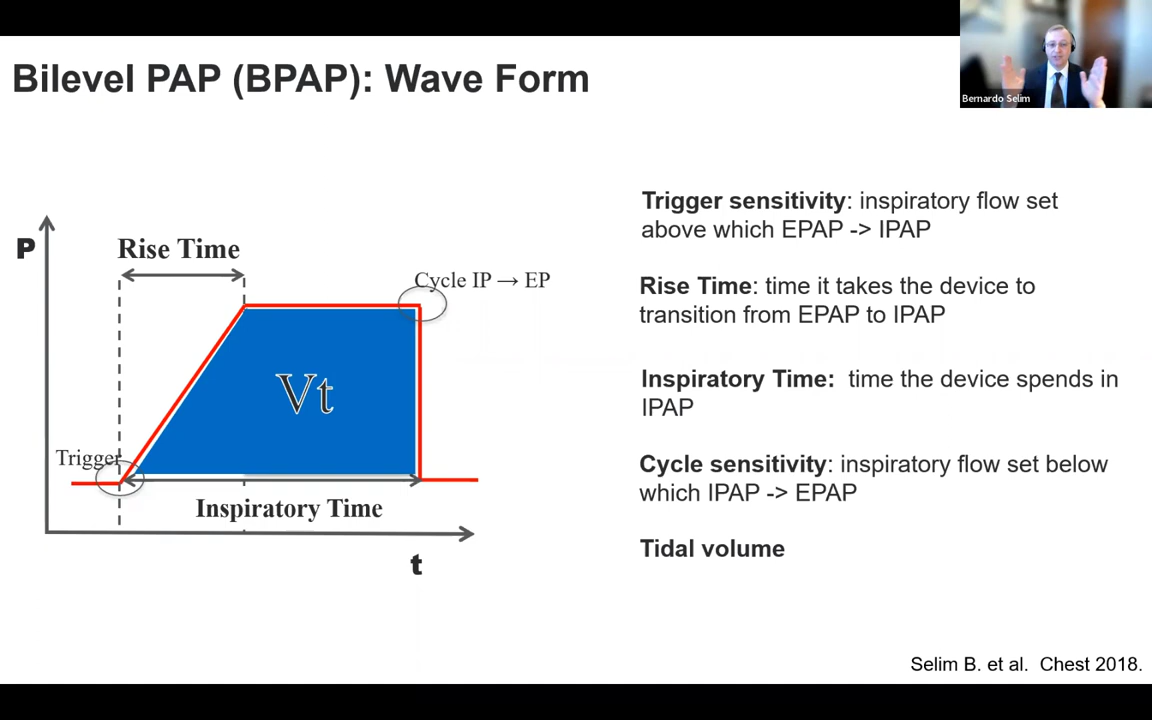 Bilevel PAP (BPAP): Wave Form
Bernardo Selim
P
Rise Time
Cycle IP → EP
Vt
Trigger
Inspiratory Time
t
Trigger sensitivity: inspiratory flow set
above which EPAP -> IPAP
Rise Time: time it takes the device to
transition from EPAP to IPAP
Inspiratory Time: time the device spends in
IPAP
Cycle sensitivity: inspiratory flow set below
which IPAP -> EPAP
Tidal volume
Selim B. et al. Chest 2018.